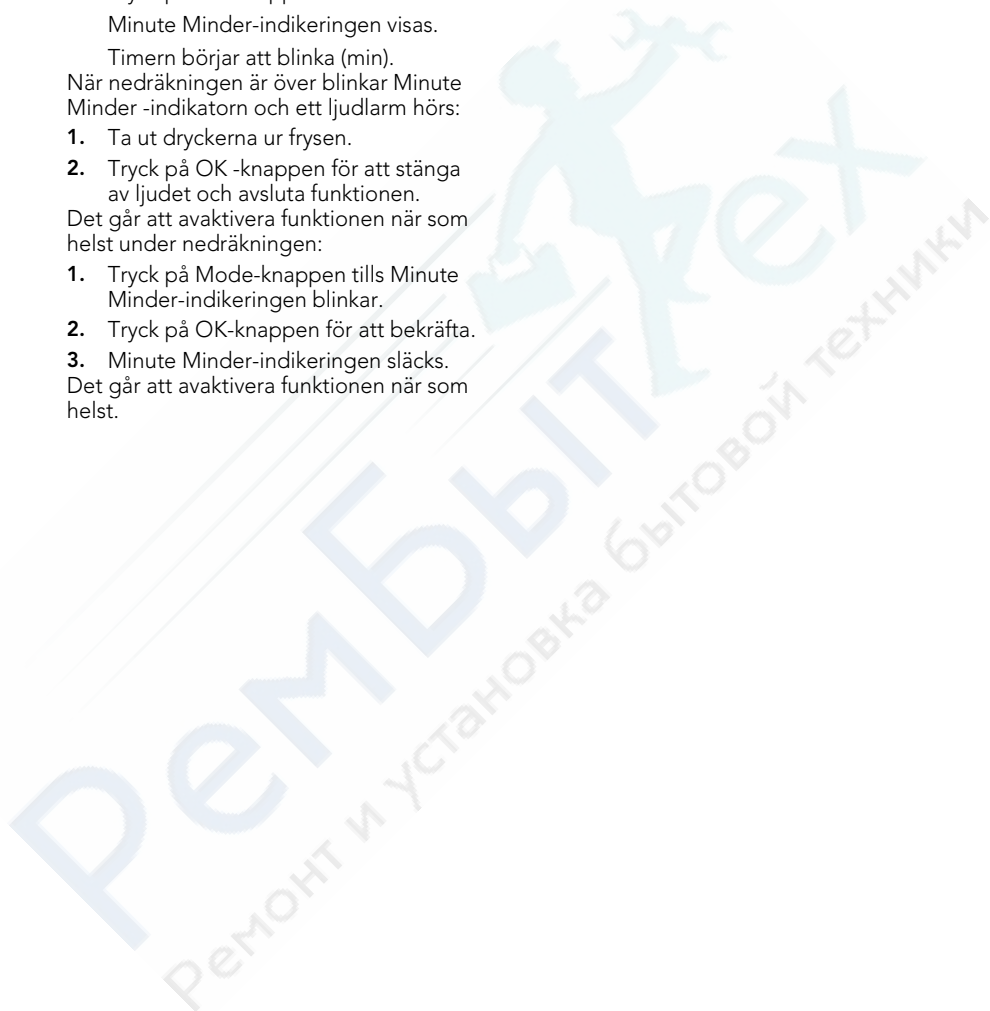 Minute Minder-indikeringen visas.
Timern börjar att blinka (min).
När nedräkningen är över blinkar Minute
Minder -indikatorn och ett ljudlarm hörs:
1. Ta ut dryckerna ur frysen.
2. Tryck på OK -knappen för att stänga
av ljudet och avsluta funktionen.
Det går att avaktivera funktionen när som
helst under nedräkningen:
1. Tryck på Mode-knappen tills Minute
Minder-indikeringen blinkar.
2. Tryck på OK-knappen för att bekräfta.
3. Minute Minder-indikeringen släcks.
Det går att avaktivera funktionen när som
helst.
РемБытТех
Ремонт и установка бытовой техники